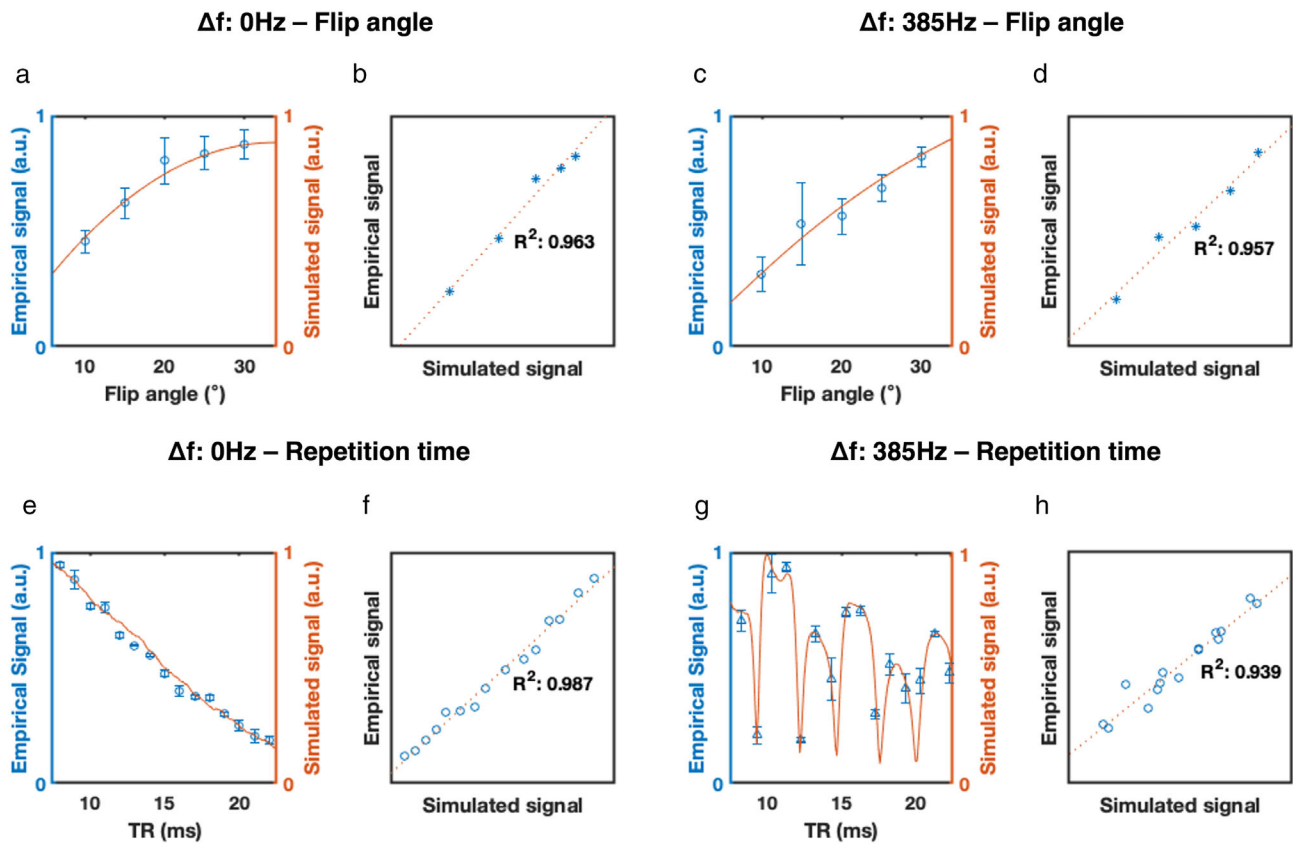 Δf: 0Hz – Flip angle
Δf: 385Hz – Flip angle
a
b
c
d
Empirical signal (a.u.)
1
0
10
20
30
Flip angle (°)
1
0
Simulated signal (a.u.)
Empirical signal
R²: 0.963
Simulated signal
Empirical signal (a.u.)
1
0
10
20
30
Flip angle (°)
1
0
Simulated signal (a.u.)
Empirical signal
R²: 0.957
Simulated signal
Δf: 0Hz – Repetition time
Δf: 385Hz – Repetition time
e
f
g
h
Empirical Signal (a.u.)
1
0
10
15
20
TR (ms)
1
0
Simulated signal (a.u.)
Empirical signal
R²: 0.987
Simulated signal
Empirical Signal (a.u.)
1
0
10
15
20
TR (ms)
1
0
Simulated signal (a.u.)
Empirical signal
R²: 0.939
Simulated signal